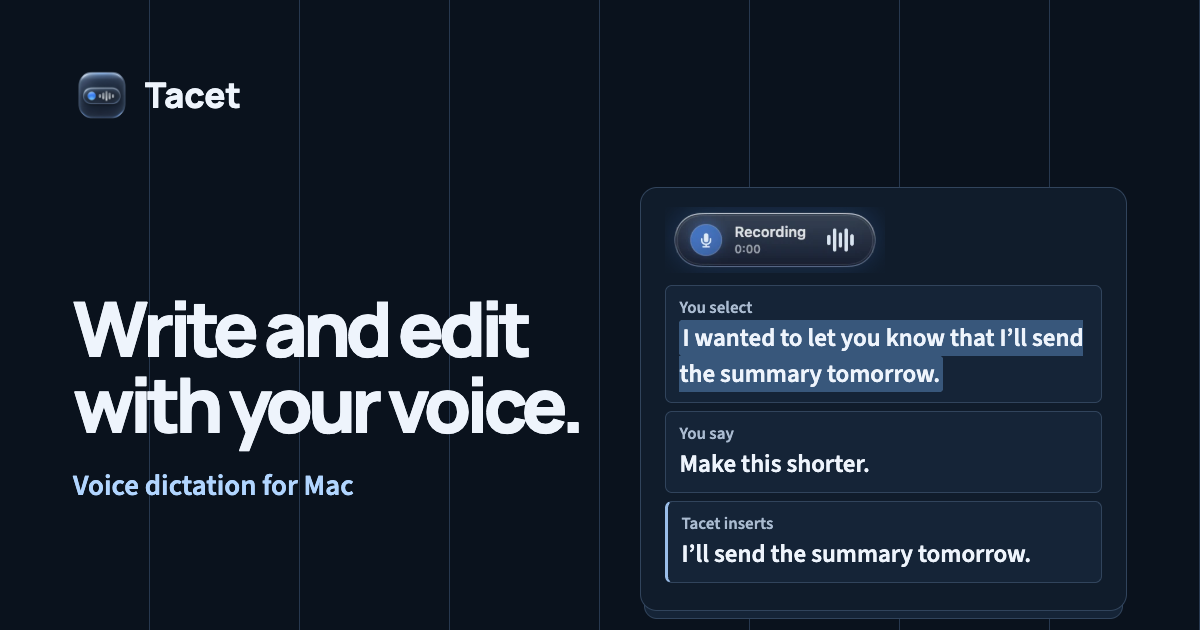 Tacet
Write and edit
with your voice.
Voice dictation for Mac
Recording
0:00
You select
I wanted to let you know that I’ll send
the summary tomorrow.
You say
Make this shorter.
Tacet inserts
I’ll send the summary tomorrow.